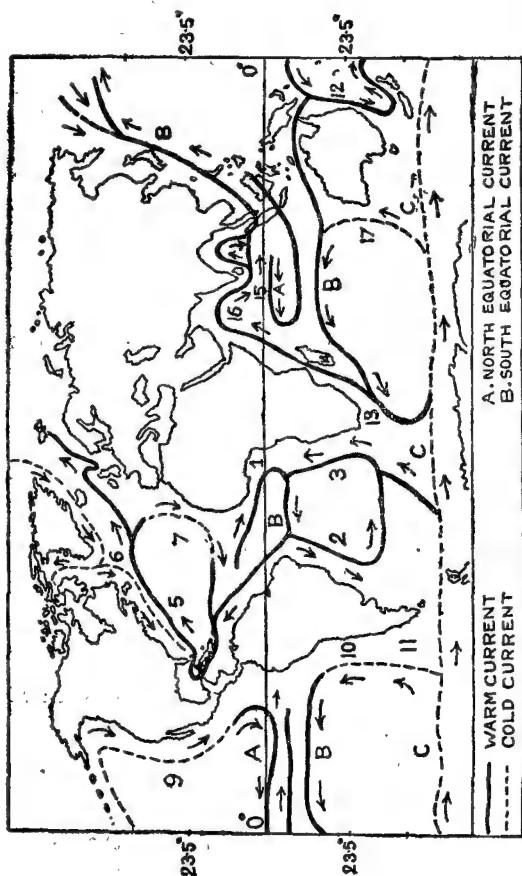 23.5° 23.5°
0° 0°
23.5° 23.5°
6
B
9 5 7
16
A 1 15
B A
B 2 3 B 12
10 13 17
11
C C C
WARM CURRENT A. NORTH EQUATORIAL CURRENT
COLD CURRENT B. SOUTH EQUATORIAL CURRENT